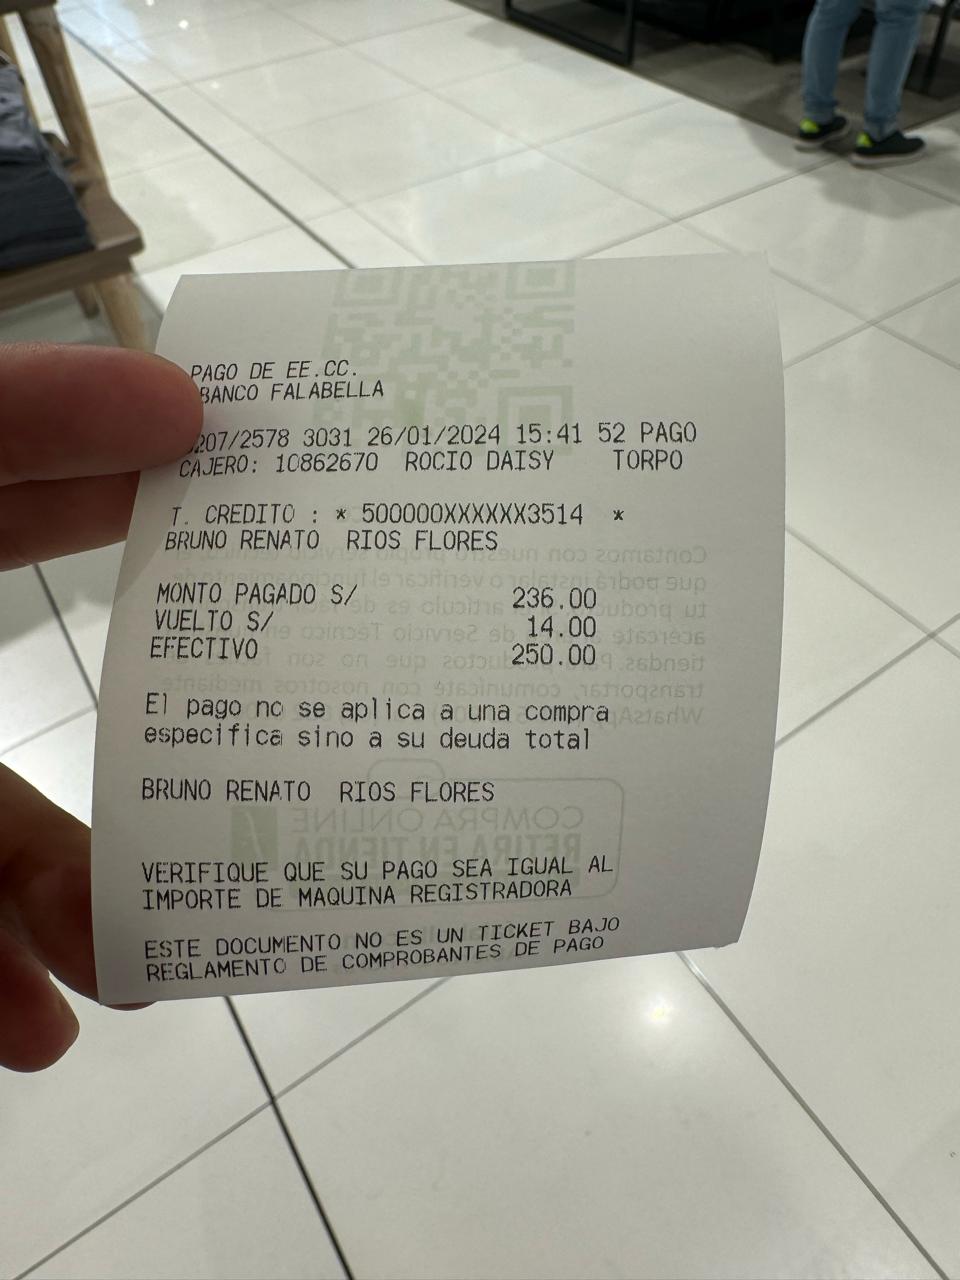 PAGO DE EE.CC.
BANCO FALABELLA
207/2578 3031 26/01/2024 15:41 52 PAGO
CAJERO: 10862670 ROCIO DAISY TORPO
T. CREDITO : * 500000XXXXXX3514 *
BRUNO RENATO RIOS FLORES
MONTO PAGADO S/ 236.00
VUELTO S/ 14.00
EFECTIVO 250.00
El pago no se aplica a una compra
especifica sino a su deuda total
BRUNO RENATO RIOS FLORES
VERIFIQUE QUE SU PAGO SEA IGUAL AL
IMPORTE DE MAQUINA REGISTRADORA
ESTE DOCUMENTO NO ES UN TICKET BAJO
REGLAMENTO DE COMPROBANTES DE PAGO